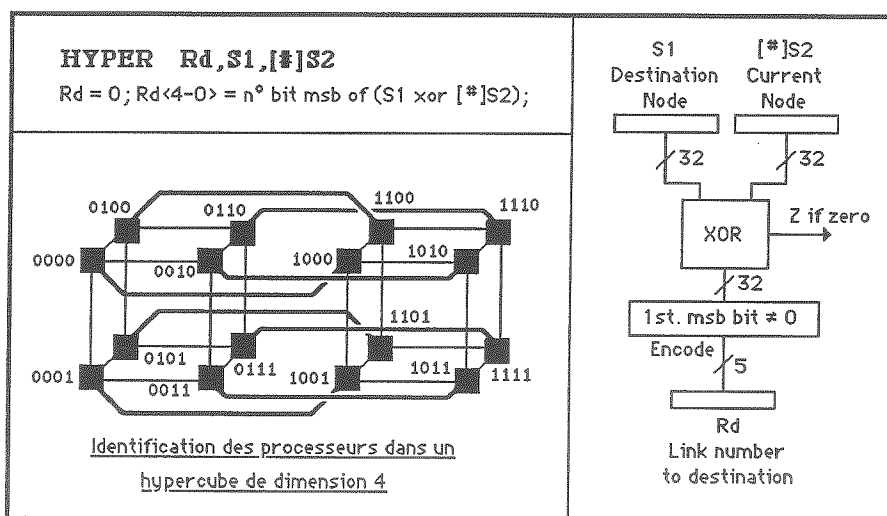 HYPER Rd,S1,[#]S2
Rd = 0; Rd<4-0> = n° bit msb of (S1 xor [#]S2);
0100
0110
1100
1110
0000
0010
1000
1010
0101
0111
1101
0001
0011
1001
1011
1111
Identification des processeurs dans un
hypercube de dimension 4
S1
Destination
Node
[#]S2
Current
Node
32
32
XOR
Z if zero
32
1st. msb bit ≠ 0
Encode
5
Rd
Link number
to destination